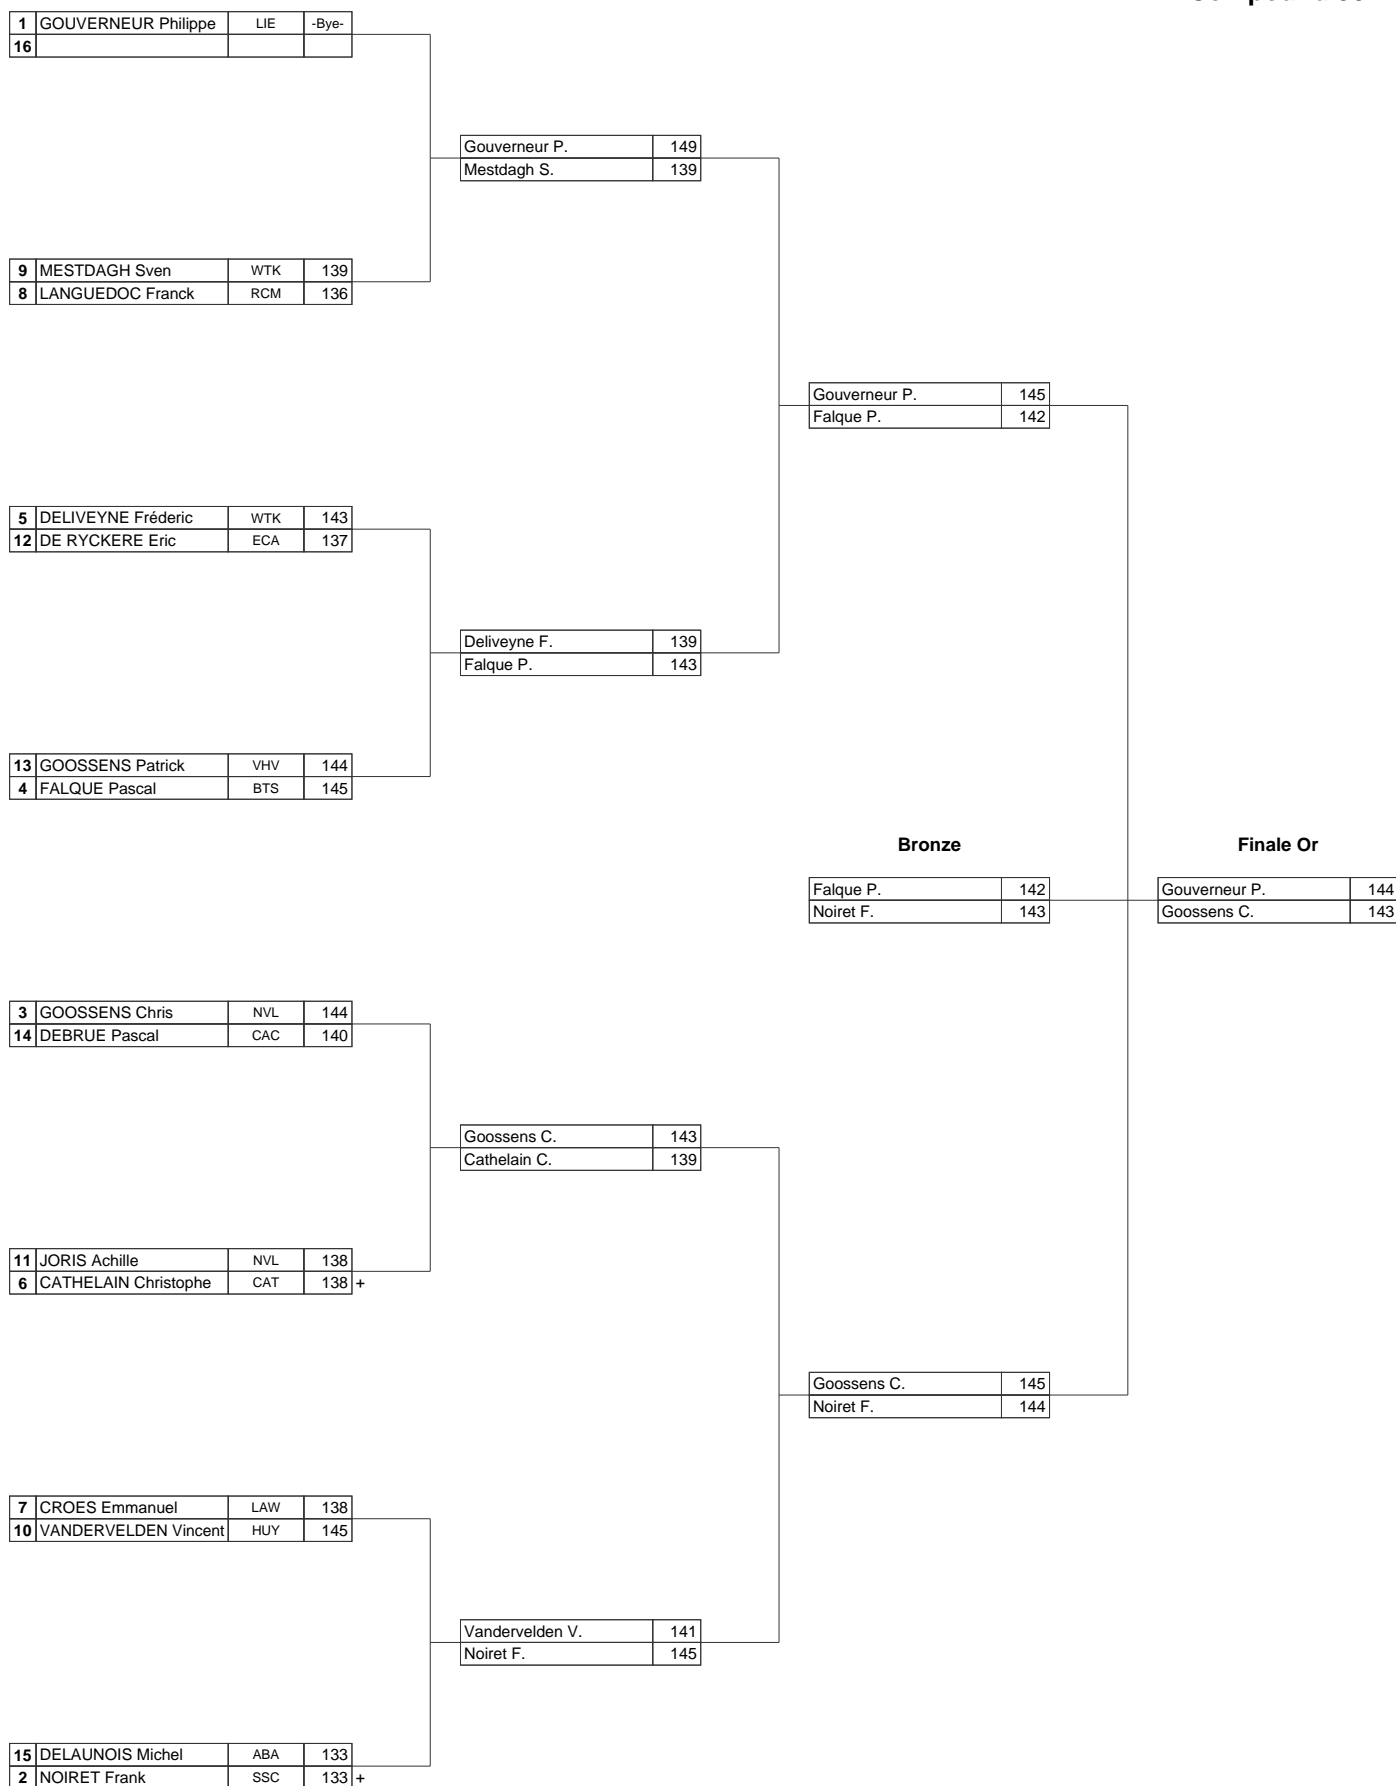 1 GOUVERNEUR Philippe LIE -Bye-
16
Gouverneur P. 149
Mestdagh S. 139
9 MESTDAGH Sven WTK 139
8 LANGUEDOC Franck RCM 136
Gouverneur P. 145
Falque P. 142
5 DELIVEYNE Fréderic WTK 143
12 DE RYCKERE Eric ECA 137
Deliveyne F. 139
Falque P. 143
13 GOOSSENS Patrick VHV 144
4 FALQUE Pascal BTS 145
Bronze Finale Or
Falque P. 142 Gouverneur P. 144
Noiret F. 143 Goossens C. 143
3 GOOSSENS Chris NVL 144
14 DEBRUE Pascal CAC 140
Goossens C. 143
Cathelain C. 139
11 JORIS Achille NVL 138
6 CATHELAIN Christophe CAT 138 +
Goossens C. 145
Noiret F. 144
7 CROES Emmanuel LAW 138
10 VANDERVELDEN Vincent HUY 145
Vandervelden V. 141
Noiret F. 145
15 DELAUNOIS Michel ABA 133
2 NOIRET Frank SSC 133 +